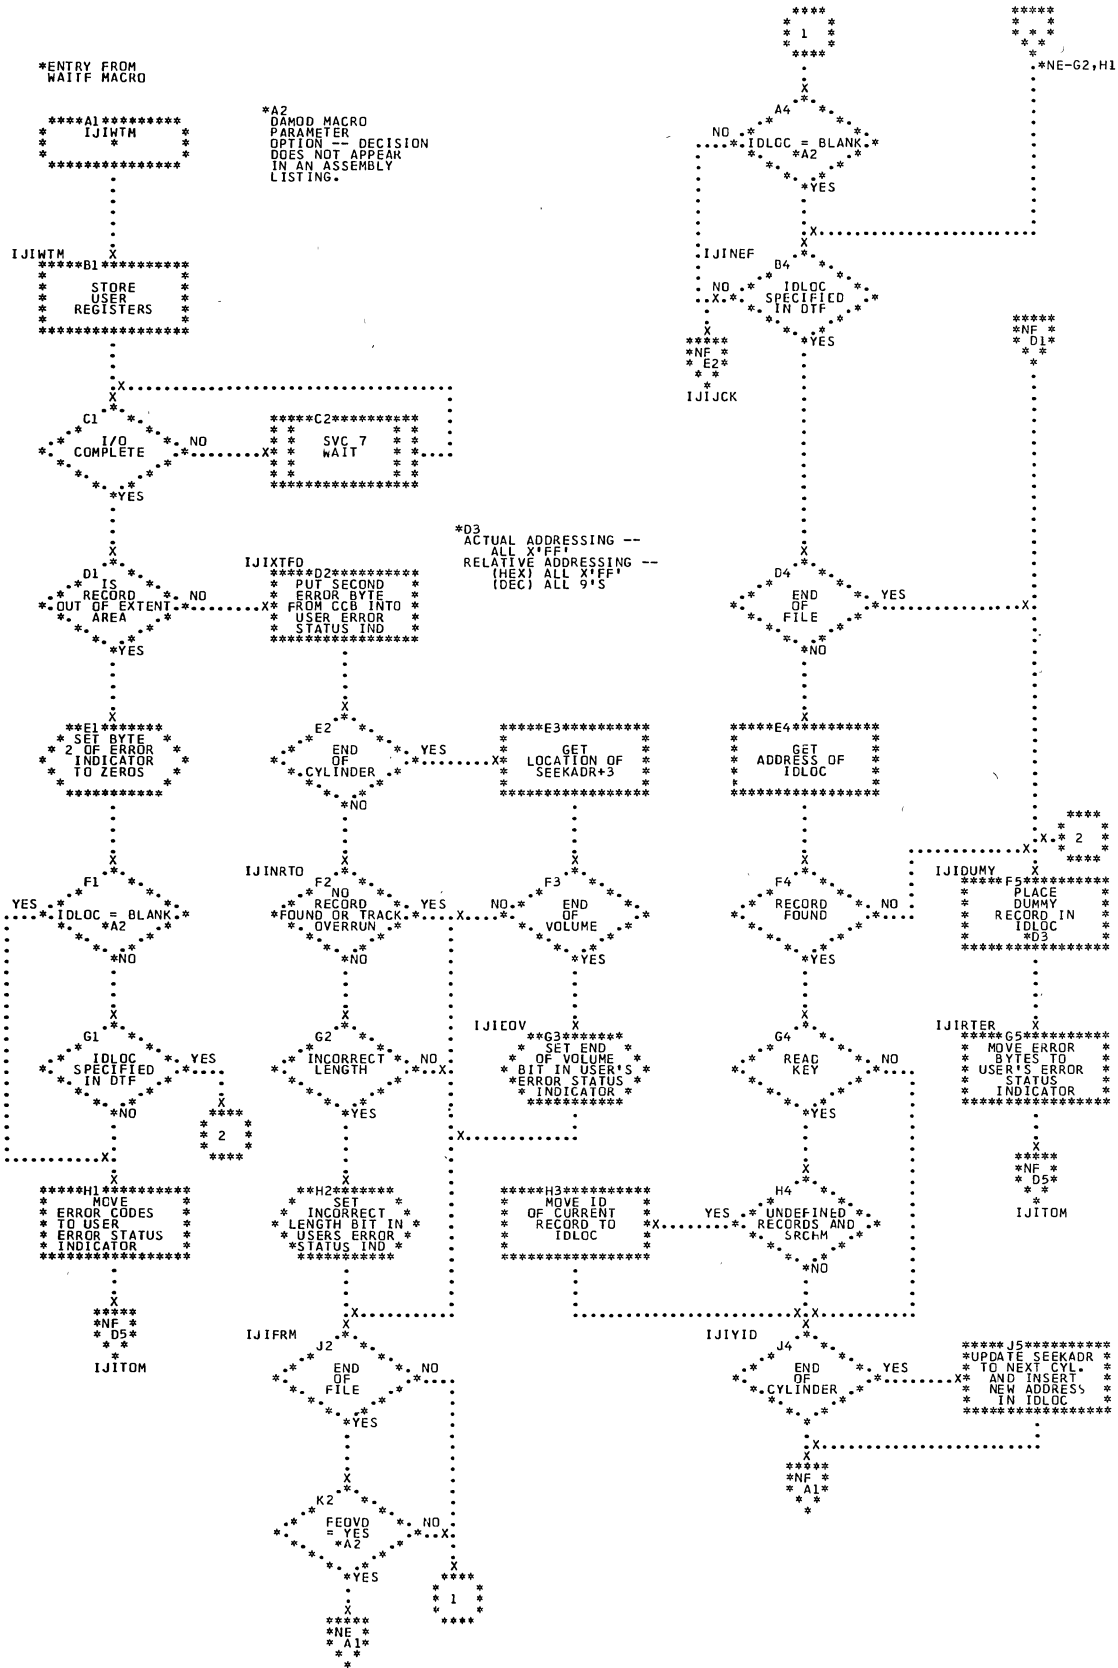 *ENTRY FROM
WAITF MACRO
A1
IJIWTM
*A2
DAMOD MACRO
PARAMETER
OPTION -- DECISION
DOES NOT APPEAR
IN AN ASSEMBLY
LISTING.
IJIWTM
B1
STORE
USER
REGISTERS
C1
I/O
COMPLETE
NO
YES
C2
SVC 7
WAIT
D1
IS
RECORD
OUT OF EXTENT
AREA
NO
YES
IJIXTFD
D2
PUT SECOND
ERROR BYTE
FROM CCB INTO
USER ERROR
STATUS IND
*D3
ACTUAL ADDRESSING --
ALL X'FF'
RELATIVE ADDRESSING --
(HEX) ALL X'FF'
(DEC) ALL 9'S
E1
SET BYTE
2 OF ERROR
INDICATOR
TO ZEROS
E2
END
OF
CYLINDER
YES
NO
E3
GET
LOCATION OF
SEEKADR+3
F1
YES
IDLOC = BLANK
*A2
NO
IJINRTO
F2
NO
RECORD
FOUND OR TRACK
OVERRUN
YES
NO
F3
NO
END
OF
VOLUME
YES
G1
IDLOC
SPECIFIED
IN DTF
YES
NO
2
G2
INCORRECT
LENGTH
NO
YES
IJIEOV
G3
SET END
OF VOLUME
BIT IN USER'S
ERROR STATUS
INDICATOR
H1
MOVE
ERROR CODES
TO USER
ERROR STATUS
INDICATOR
NF
D5
IJITOM
H2
SET
INCORRECT
LENGTH BIT IN
USERS ERROR
STATUS IND
H3
MOVE ID
OF CURRENT
RECORD TO
IDLOC
IJIFRM
J2
END
OF
FILE
NO
YES
K2
FEOVD
= YES
*A2
NO
YES
1
NE
A1
1
*NE-G2,H1
A4
NO
IDLOC = BLANK
*A2
YES
IJINEF
B4
NO
IDLOC
SPECIFIED
IN DTF
YES
NF
E2
IJIJCK
NF
D1
D4
END
OF
FILE
YES
NO
E4
GET
ADDRESS OF
IDLOC
2
F4
RECORD
FOUND
NO
YES
IJIDUMY
F5
PLACE
DUMMY
RECORD IN
IDLOC
*D3
G4
READ
KEY
NO
YES
IJIRTER
G5
MOVE ERROR
BYTES TO
USER'S ERROR
STATUS
INDICATOR
NF
D5
IJITOM
H4
YES
UNDEFINED
RECORDS AND
SRCHM
NO
IJIYID
J4
END
OF
CYLINDER
YES
J5
UPDATE SEEKADR
TO NEXT CYL.
AND INSERT
NEW ADDRESS
IN IDLOC
NF
A1